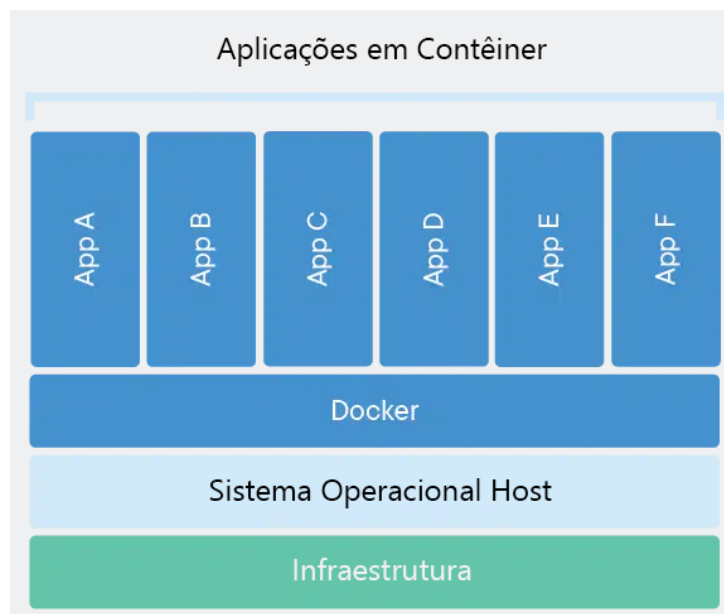 Aplicações em Contêiner
App A
App B
App C
App D
App E
App F
Docker
Sistema Operacional Host
Infraestrutura